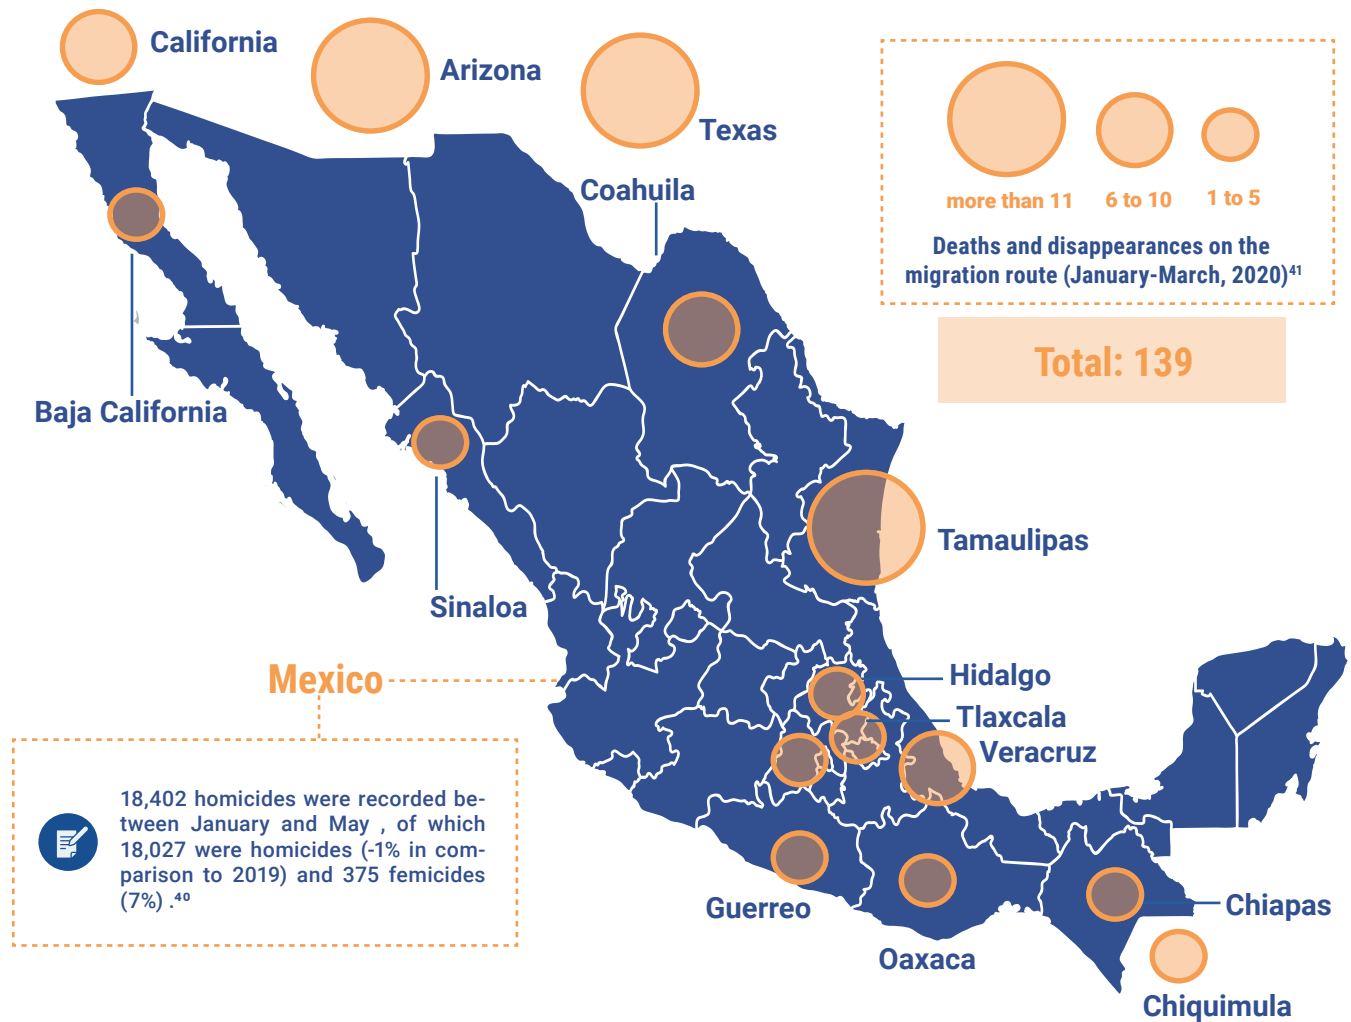 California
Arizona
Texas
Coahuila
more than 11
6 to 10
1 to 5
Deaths and disappearances on the
migration route (January-March, 2020)⁴¹
Total: 139
Baja California
Tamaulipas
Sinaloa
Mexico
Hidalgo
Tlaxcala
Veracruz
18,402 homicides were recorded be-
tween January and May , of which
18,027 were homicides (-1% in com-
parison to 2019) and 375 femicides
(7%) .⁴⁰
Guerreo
Oaxaca
Chiapas
Chiquimula